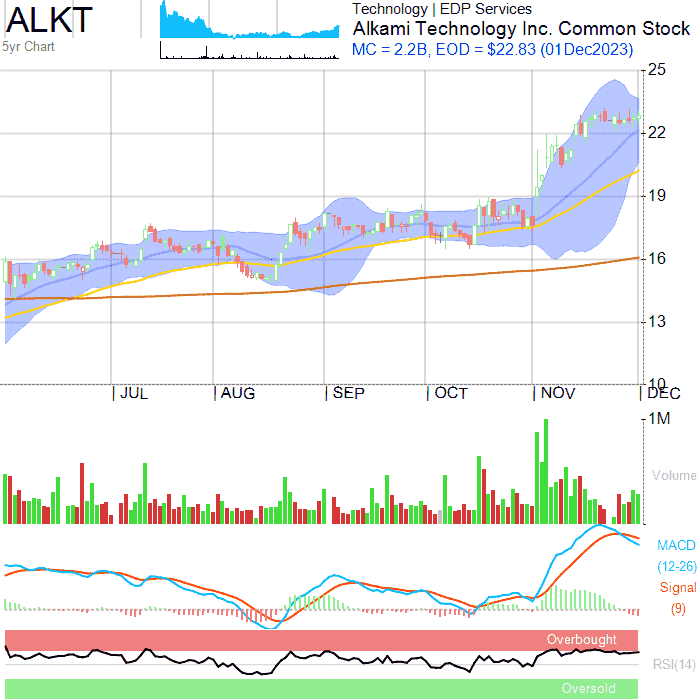 ALKT
5yr Chart
Technology | EDP Services
Alkami Technology Inc. Common Stock
MC = 2.2B, EOD = $22.83 (01Dec2023)
25
22
19
16
13
10
JUL AUG SEP OCT NOV DEC
1M
Volume
MACD
(12-26)
Signal
(9)
Overbought
RSI(14)
Oversold